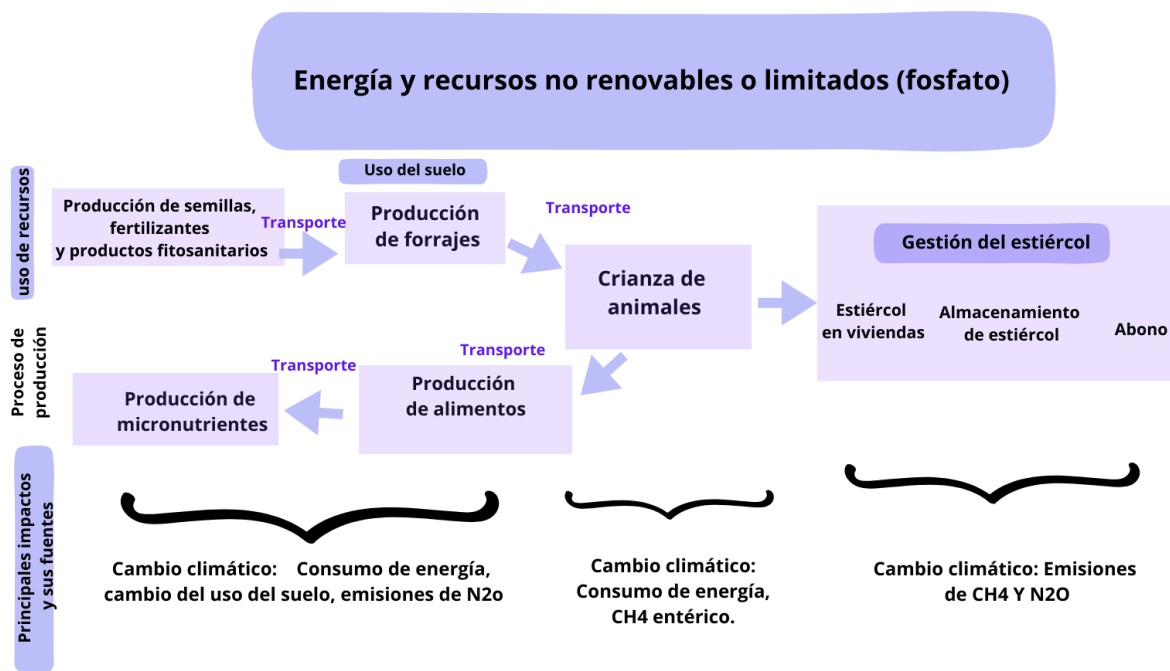 Energía y recursos no renovables o limitados (fosfato)
uso de recursos
Uso del suelo
Producción de semillas,
fertilizantes
y productos fitosanitarios
Transporte
Producción
de forrajes
Transporte
Crianza de
animales
Gestión del estiércol
Estiércol
en viviendas
Almacenamiento
de estiércol
Abono
Proceso de
producción
Producción de
micronutrientes
Transporte
Producción
de alimentos
Transporte
Principales impactos
y sus fuentes
Cambio climático: Consumo de energía,
cambio del uso del suelo, emisiones de N2o
Cambio climático:
Consumo de energía,
CH4 entérico.
Cambio climático: Emisiones
de CH4 Y N2O